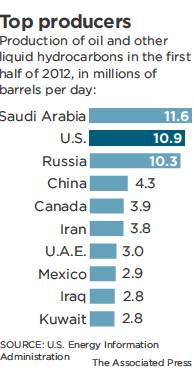 Top producers
Production of oil and other
liquid hydrocarbons in the first
half of 2012, in millions of
barrels per day:
Saudi Arabia 11.6
U.S. 10.9
Russia 10.3
China 4.3
Canada 3.9
Iran 3.8
U.A.E. 3.0
Mexico 2.9
Iraq 2.8
Kuwait 2.8
SOURCE: U.S. Energy Information
Administration
The Associated Press